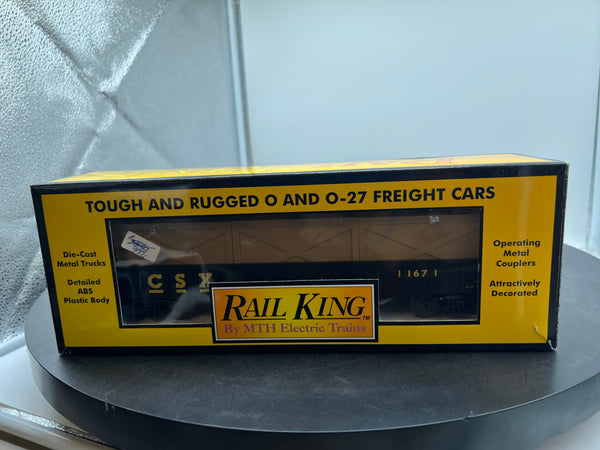 TOUGH AND RUGGED O AND O-27 FREIGHT CARS
Die-Cast
Metal Trucks
Detailed
ABS
Plastic Body
CSX
11671
Operating
Metal
Couplers
Attractively
Decorated
RAIL KING TM
By MTH Electric Trains